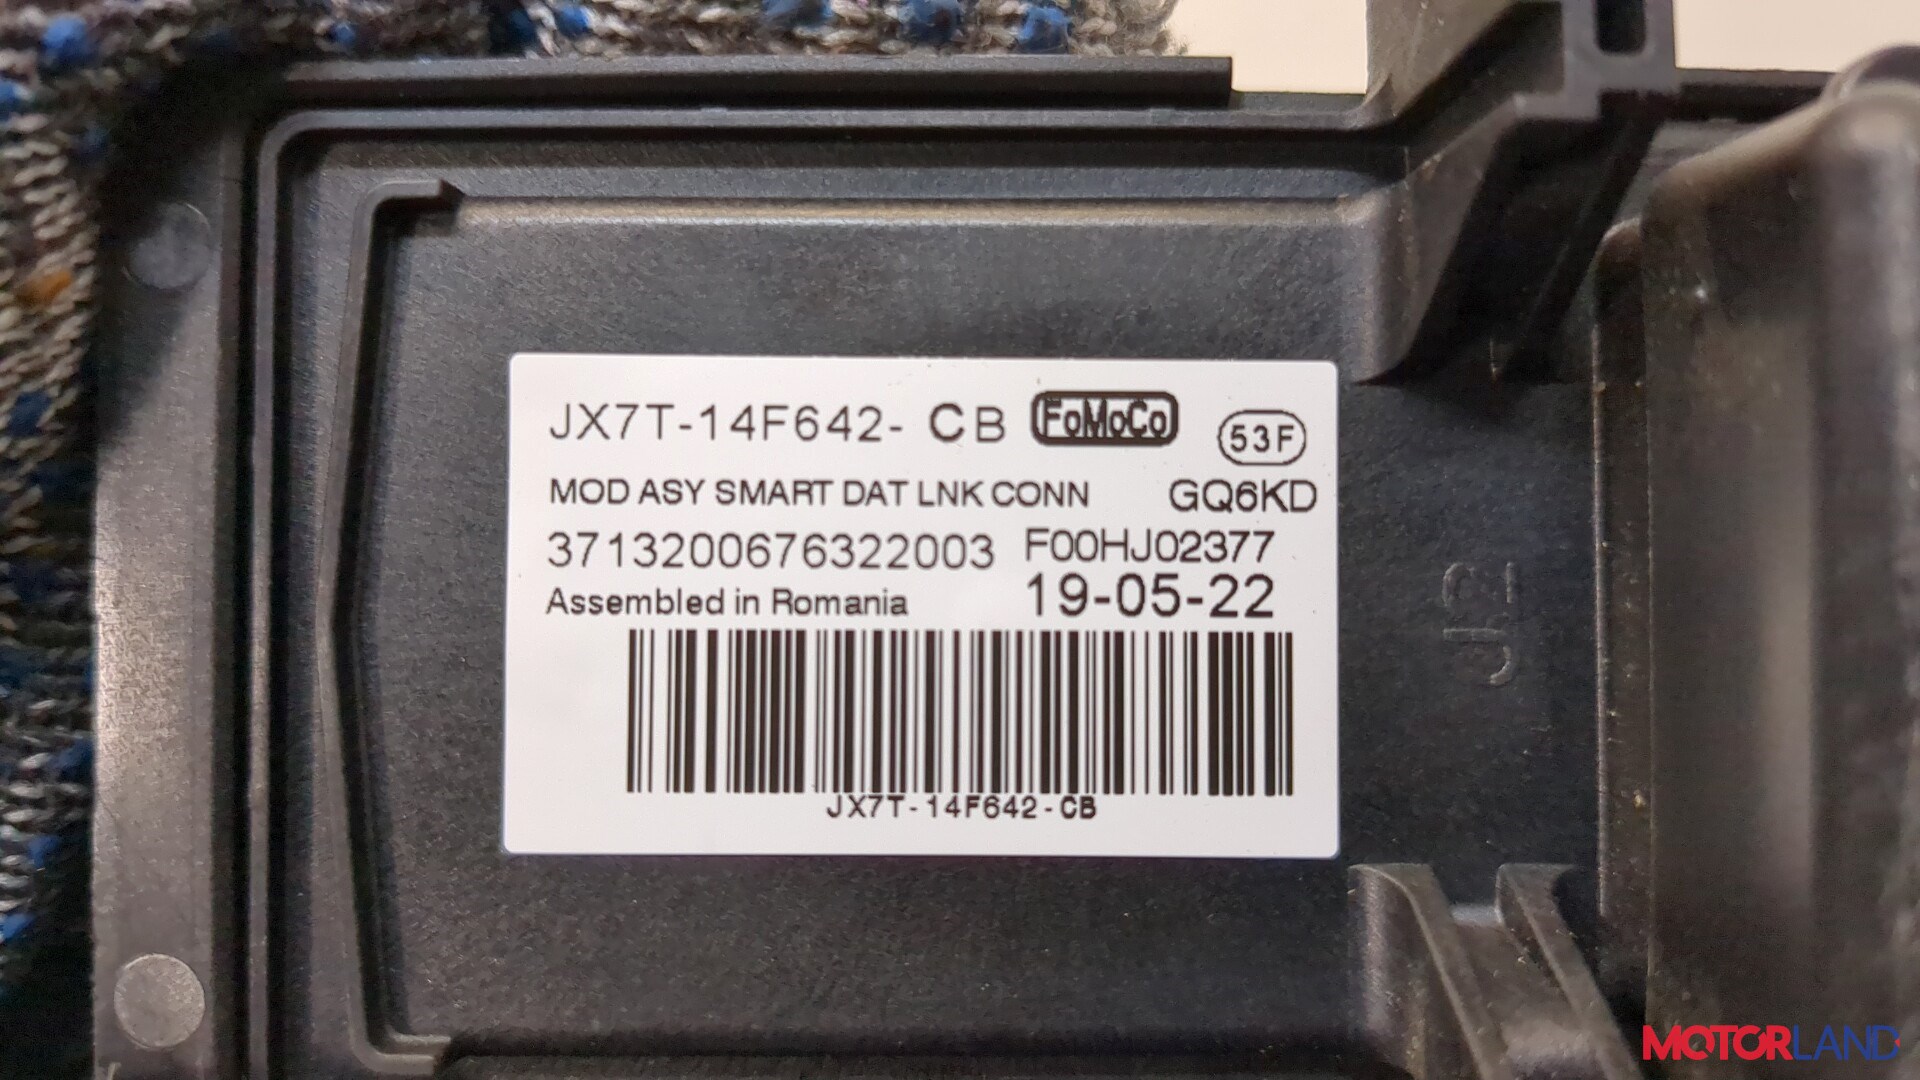 JX7T-14F642- CB FoMoCo 53F
MOD ASY SMART DAT LNK CONN GQ6KD
3713200676322003 F00HJ02377
Assembled in Romania 19-05-22
JX7T-14F642-CB
J2
MOTORLAND